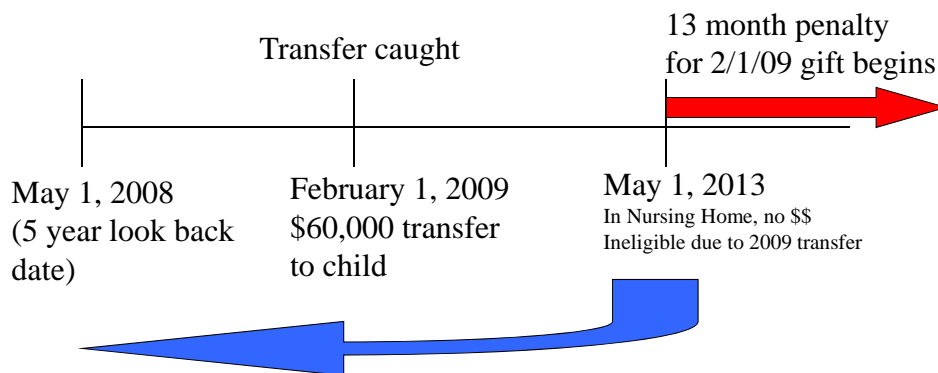 13 month penalty
for 2/1/09 gift begins
Transfer caught
May 1, 2008
(5 year look back
date)
February 1, 2009
$60,000 transfer
to child
May 1, 2013
In Nursing Home, no $$
Ineligible due to 2009 transfer